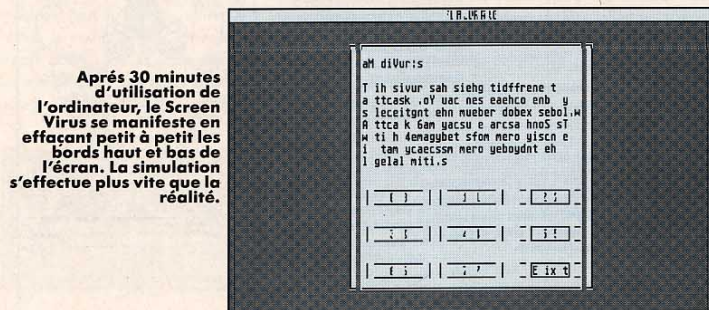 Aprés 30 minutes
d'utilisation de
l'ordinateur, le Screen
Virus se manifeste en
effaçant petit à petit les
bords haut et bas de
l'écran. La simulation
s'effectue plus vite que la
réalité.
aM diVur:s
T ih sivur sah siehg tidffrene t
a ttcask .oY uac nes eaehco enb y
s leceitgnt ehn mueber dobex sebol.w
A ttca k 6am yacsu e arcsa hnoS sT
w ti h 4emagybet sfom mero yiscn e
i tam ycaecssm mero yeboydnt eh
l gelal miti.s
E ix t